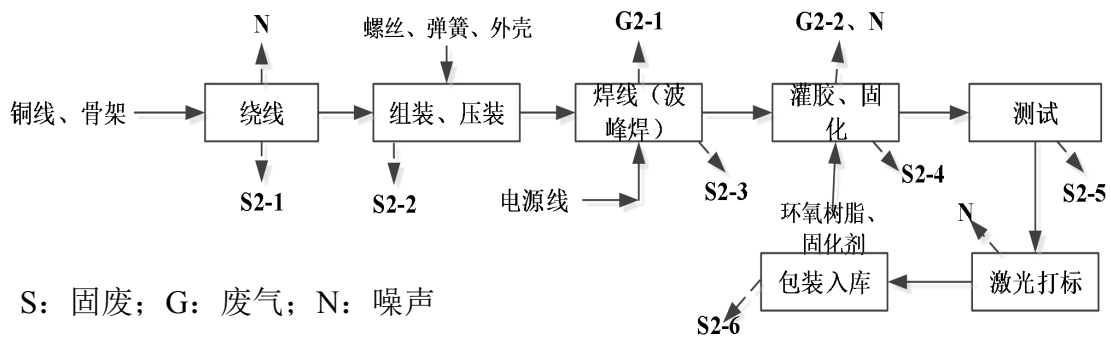 N
螺丝、弹簧、外壳
G2-1
G2-2、N
铜线、骨架
绕线
组装、压装
焊线（波
峰焊）
灌胶、固
化
测试
S2-1
S2-2
电源线
S2-3
S2-4
S2-5
环氧树脂、
固化剂
N
包装入库
激光打标
S2-6
S：固废；G：废气；N：噪声